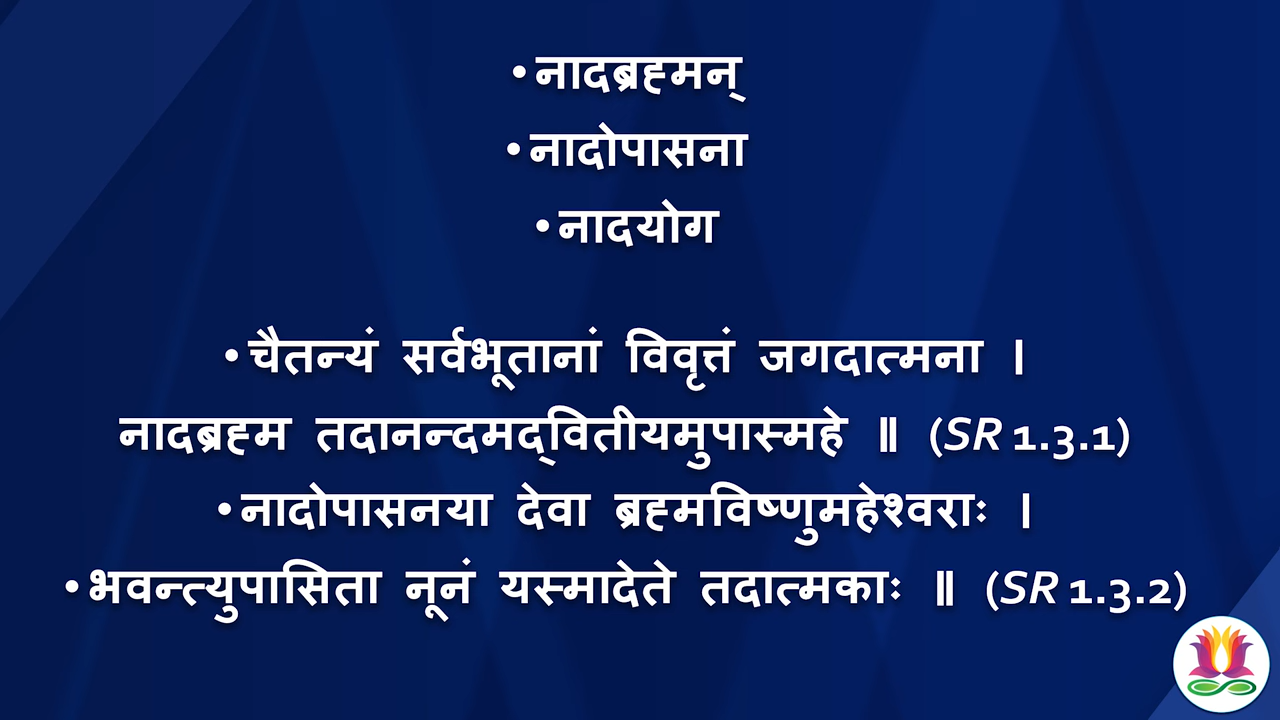 • नादब्रह्मन्
• नादोपासना
• नादयोग
• चैतन्यं सर्वभूतानां विवृत्तं जगदात्मना ।
नादब्रह्म तदानन्दमद्‌वितीयमुपास्महे ॥ (SR 1.3.1)
• नादोपासनया देवा ब्रह्मविष्णुमहेश्वराः ।
• भवन्त्युपासिता नूनं यस्मादेते तदात्मकाः ॥ (SR 1.3.2)